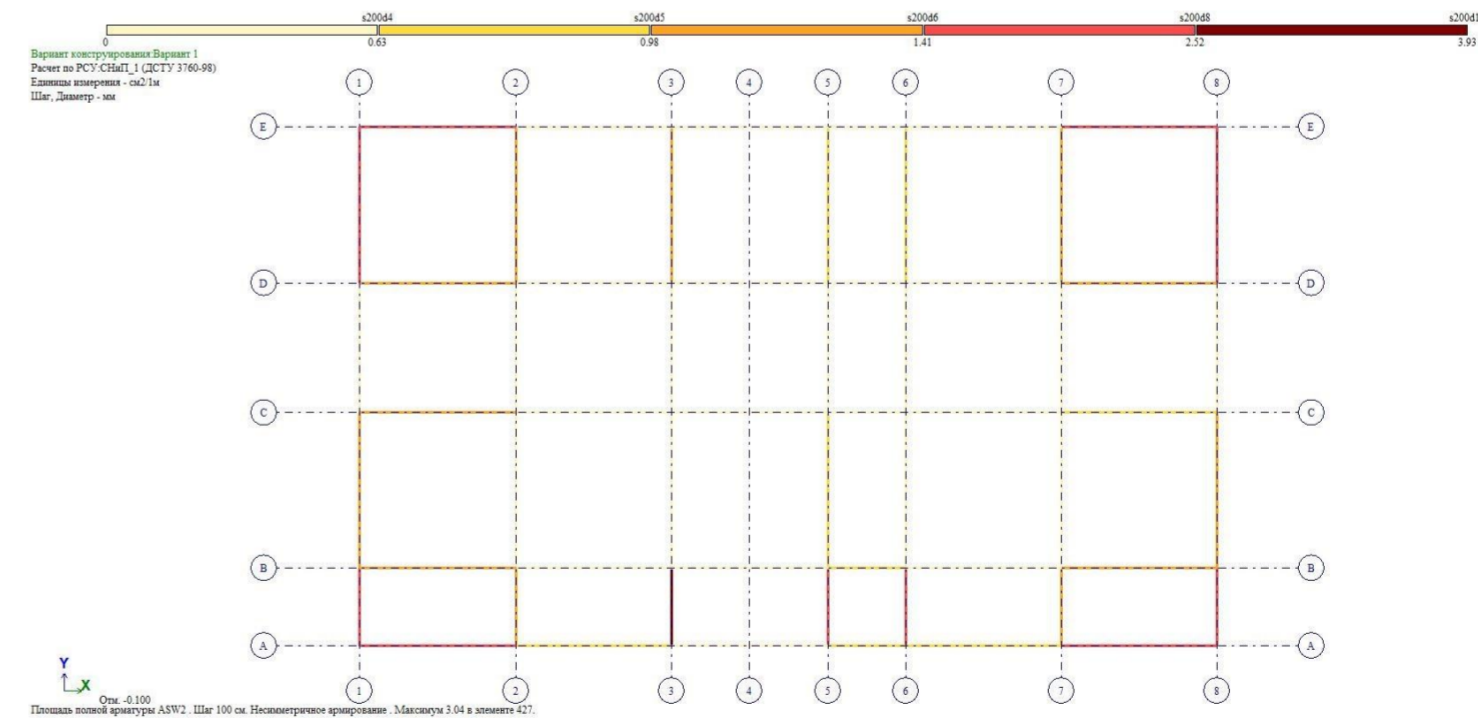 s200d4 s200d5 s200d6 s200d8 s200d1
0 0.63 0.98 1.41 2.52 3.93
Вариант конструирования:Вариант 1
Расчет по РСУ:СНиП_1 (ДСТУ 3760-98)
Единицы измерения - см2/1м
Шаг, Диаметр - мм
1 2 3 4 5 6 7 8
E E
D D
C C
B B
A A
Y
X
1 2 3 4 5 6 7 8
Отм. -0.100
Площадь полной арматуры ASW2 . Шаг 100 см. Несимметричное армирование . Максимум 3.04 в элементе 427.